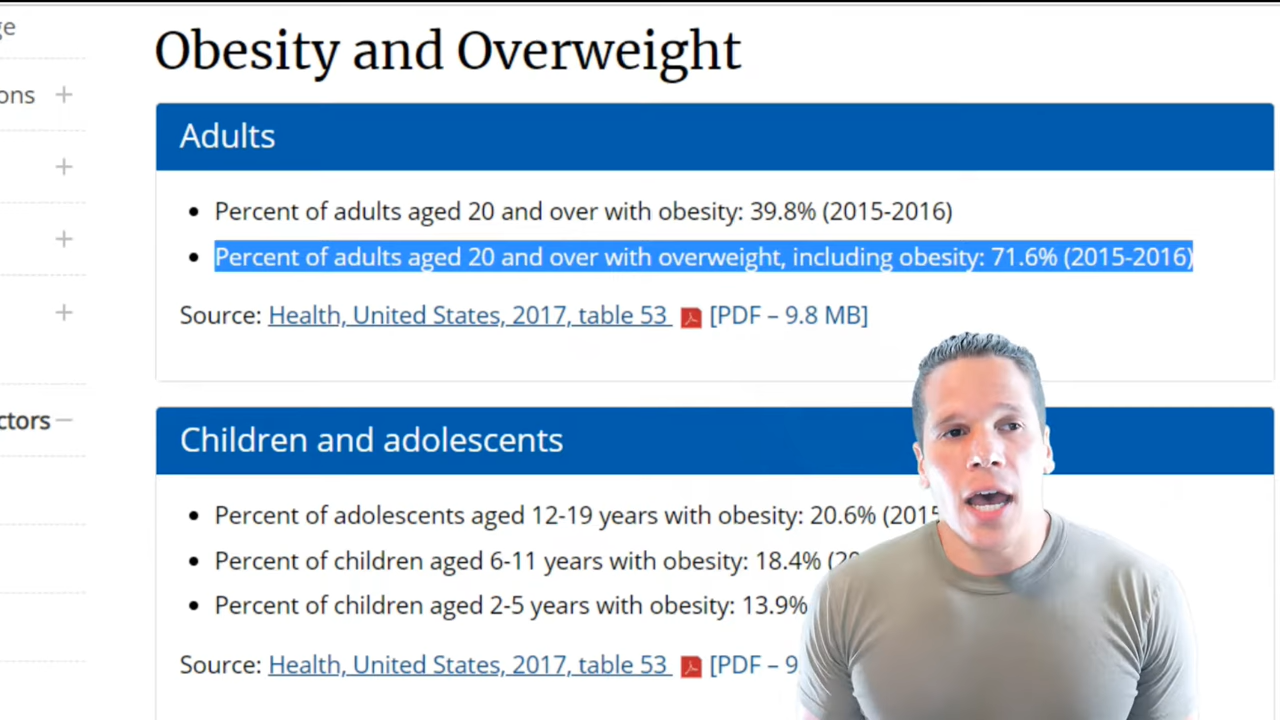 Obesity and Overweight
ge
ons +
+
+
+
ctors −
Adults
• Percent of adults aged 20 and over with obesity: 39.8% (2015-2016)
• Percent of adults aged 20 and over with overweight, including obesity: 71.6% (2015-2016)
Source: Health, United States, 2017, table 53 [PDF – 9.8 MB]
Children and adolescents
• Percent of adolescents aged 12-19 years with obesity: 20.6% (2015
• Percent of children aged 6-11 years with obesity: 18.4% (20
• Percent of children aged 2-5 years with obesity: 13.9%
Source: Health, United States, 2017, table 53 [PDF – 9